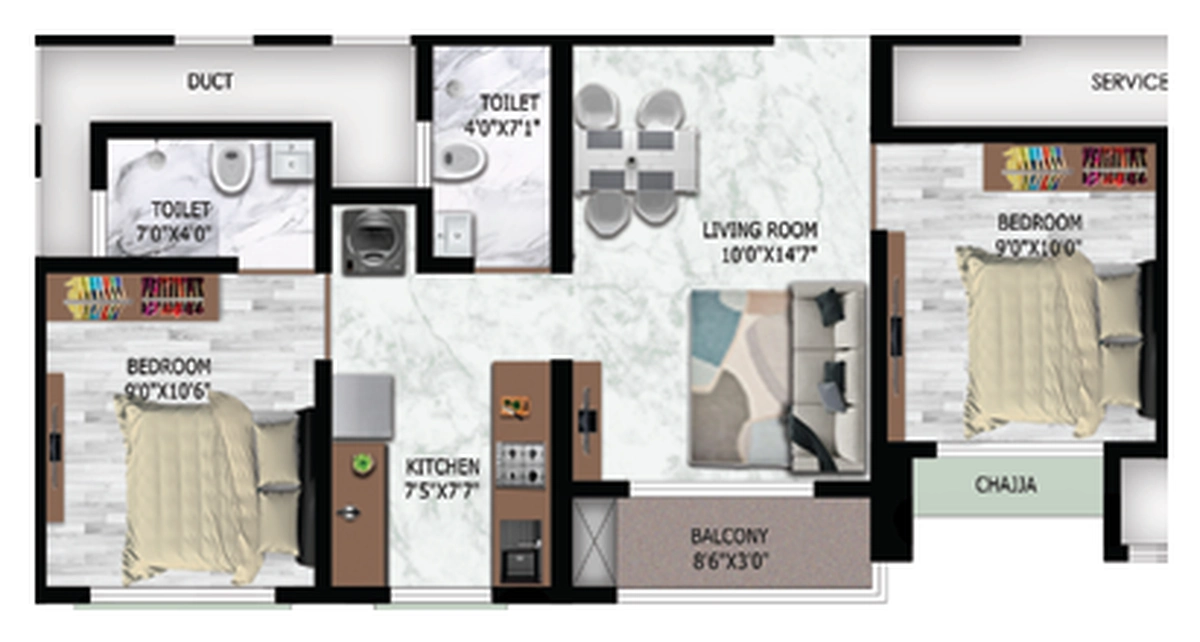 DUCT
TOILET
4'0"X7'1"
SERVICE
TOILET
7'0"X4'0"
LIVING ROOM
10'0"X14'7"
BEDROOM
9'0"X10'0"
BEDROOM
9'0"X10'6"
KITCHEN
7'5"X7'7"
CHAJJA
BALCONY
8'6"X3'0"